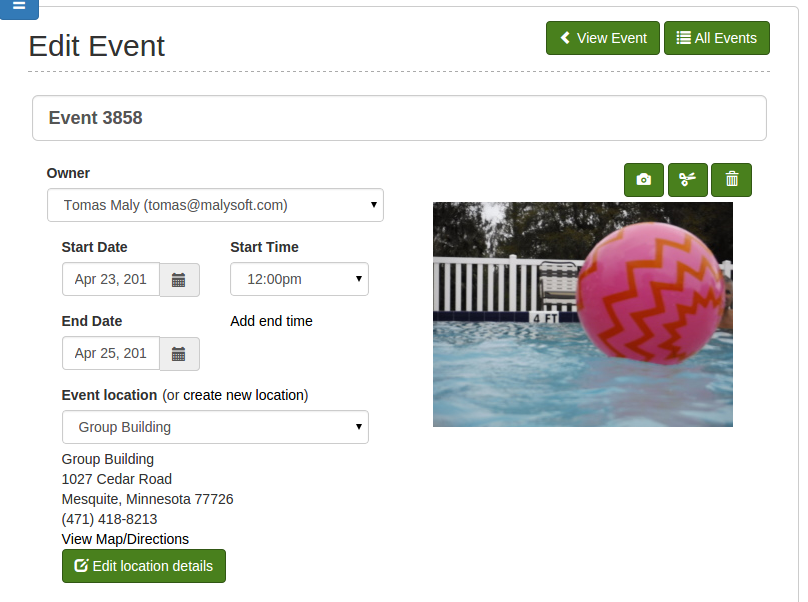 Edit Event
View Event
All Events
Event 3858
Owner
Tomas Maly (tomas@malysoft.com)
Start Date
Start Time
Apr 23, 201
12:00pm
End Date
Add end time
Apr 25, 201
Event location (or create new location)
Group Building
Group Building
1027 Cedar Road
Mesquite, Minnesota 77726
(471) 418-8213
View Map/Directions
Edit location details
4 FT